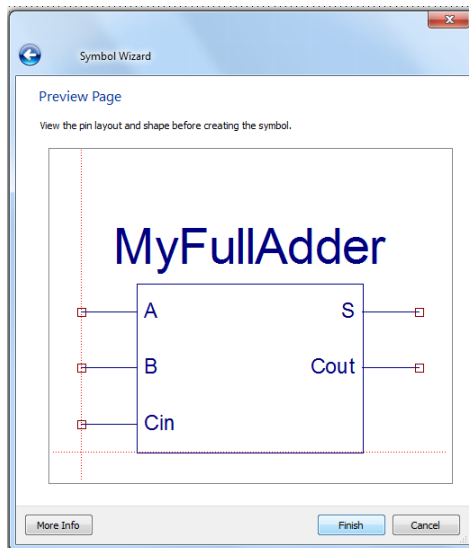 x
Symbol Wizard
Preview Page
View the pin layout and shape before creating the symbol.
MyFullAdder
A S
B Cout
Cin
More Info Finish Cancel